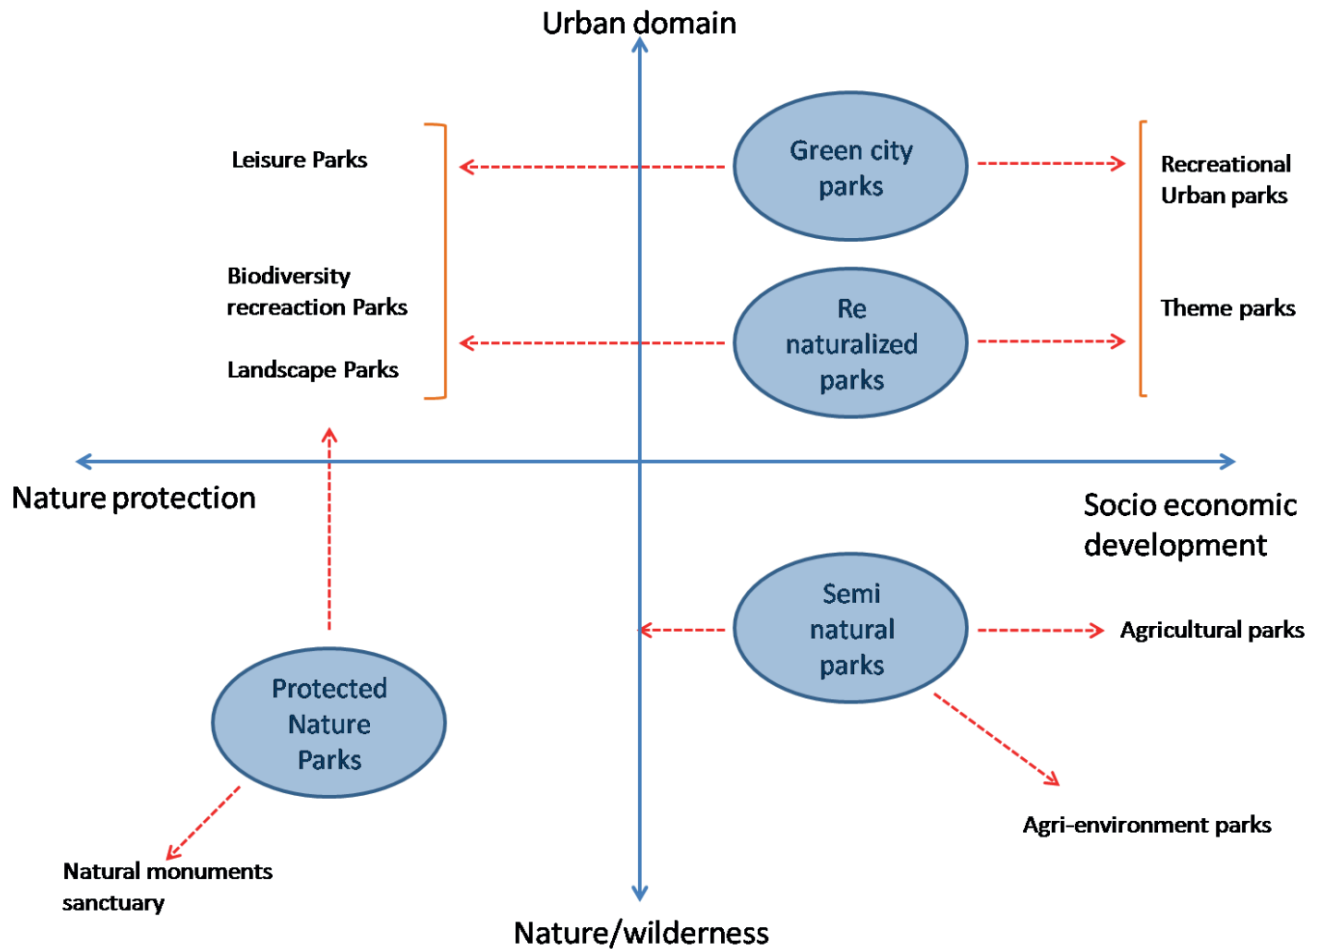 Urban domain
Leisure Parks
Green city
parks
Recreational
Urban parks
Biodiversity
recreaction Parks
Re
naturalized
parks
Theme parks
Landscape Parks
Nature protection
Socio economic
development
Semi
natural
parks
Agricultural parks
Protected
Nature
Parks
Agri-environment parks
Natural monuments
sanctuary
Nature/wilderness